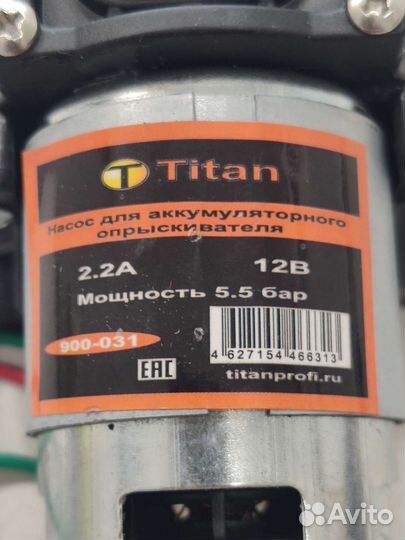 Titan
Насос для аккумуляторного
опрыскивателя
2.2А 12В
Мощность 5.5 бар
900-031
4 627154 466313
EAC
titanprofi.ru
Avito